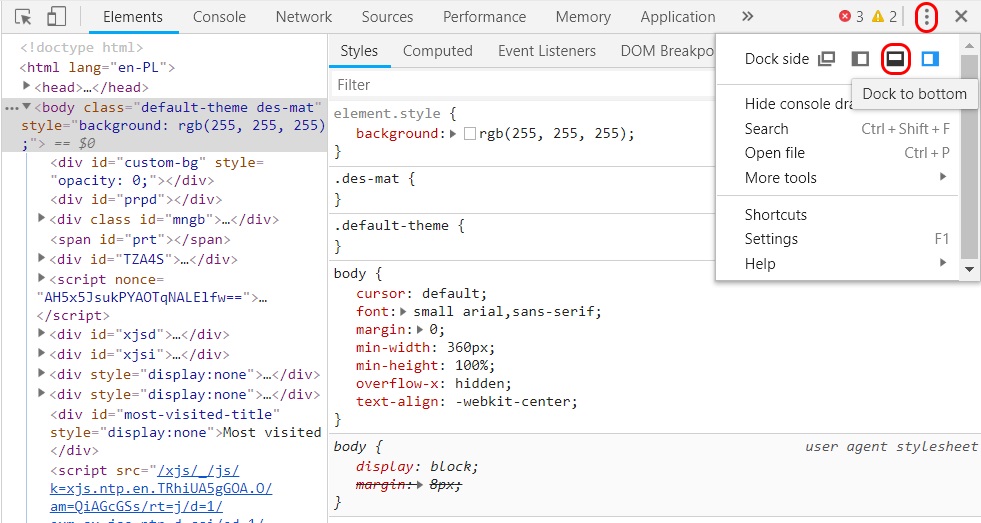 Elements Console Network Sources Performance Memory Application » 3 2
<!doctype html>
<html lang="en-PL">
<head>…</head>
…<body class="default-theme des-mat"
style="background: rgb(255, 255, 255)
;"> == $0
<div id="custom-bg" style=
"opacity: 0;"></div>
<div id="prpd"></div>
<div class id="mngb">…</div>
<span id="prt"></span>
<div id="TZA4S">…</div>
<script nonce=
"AH5x5JsukPYAOTqNALElfw==">…
</script>
<div id="xjsd">…</div>
<div id="xjsi">…</div>
<div style="display:none">…</div>
<div style="display:none">…</div>
<div id="most-visited-title"
style="display:none">Most visited
</div>
<script src="/xjs/_/js/
k=xjs.ntp.en.TRhiUA5gGOA.O/
am=QiAGcGSs/rt=j/d=1/
Styles Computed Event Listeners DOM Breakpo
Filter
element.style {
background: rgb(255, 255, 255);
}
.des-mat {
}
.default-theme {
}
body {
cursor: default;
font: small arial,sans-serif;
margin: 0;
min-width: 360px;
min-height: 100%;
overflow-x: hidden;
text-align: -webkit-center;
}
body { user agent stylesheet
display: block;
margin: 8px;
}
Dock side
Dock to bottom
Hide console dra
Search Ctrl + Shift + F
Open file Ctrl + P
More tools
Shortcuts
Settings F1
Help